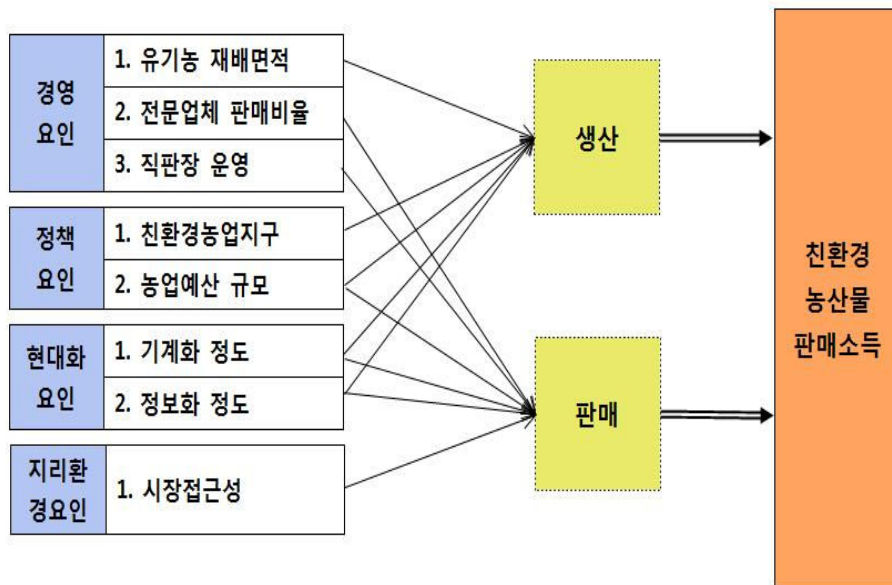 경영
요인
1. 유기농 재배면적
2. 전문업체 판매비율
3. 직판장 운영
정책
요인
1. 친환경농업지구
2. 농업예산 규모
현대화
요인
1. 기계화 정도
2. 정보화 정도
지리환
경요인
1. 시장접근성
생산
판매
친환경
농산물
판매소득